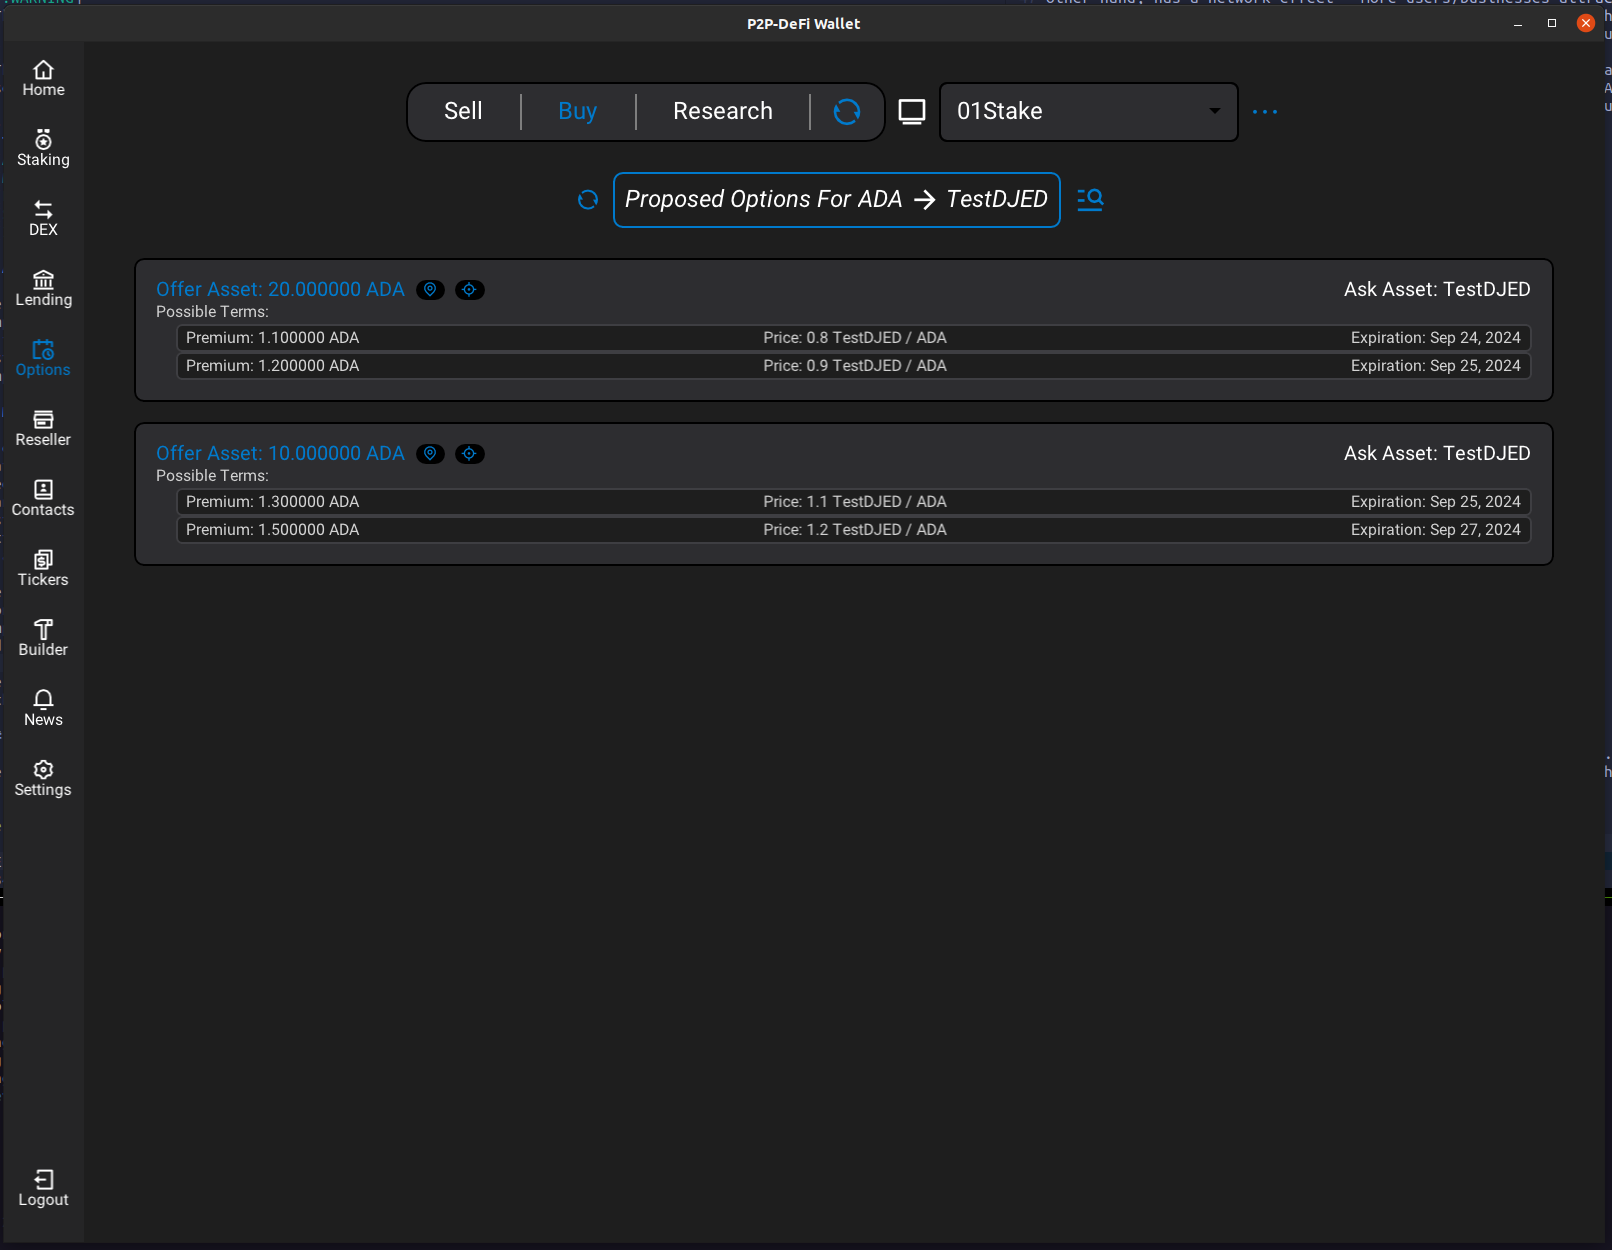 P2P-DeFi Wallet
Home
Staking
DEX
Lending
Options
Reseller
Contacts
Tickers
Builder
News
Settings
Logout
Sell Buy Research 01Stake
Proposed Options For ADA → TestDJED
Offer Asset: 20.000000 ADA Ask Asset: TestDJED
Possible Terms:
Premium: 1.100000 ADA Price: 0.8 TestDJED / ADA Expiration: Sep 24, 2024
Premium: 1.200000 ADA Price: 0.9 TestDJED / ADA Expiration: Sep 25, 2024
Offer Asset: 10.000000 ADA Ask Asset: TestDJED
Possible Terms:
Premium: 1.300000 ADA Price: 1.1 TestDJED / ADA Expiration: Sep 25, 2024
Premium: 1.500000 ADA Price: 1.2 TestDJED / ADA Expiration: Sep 27, 2024